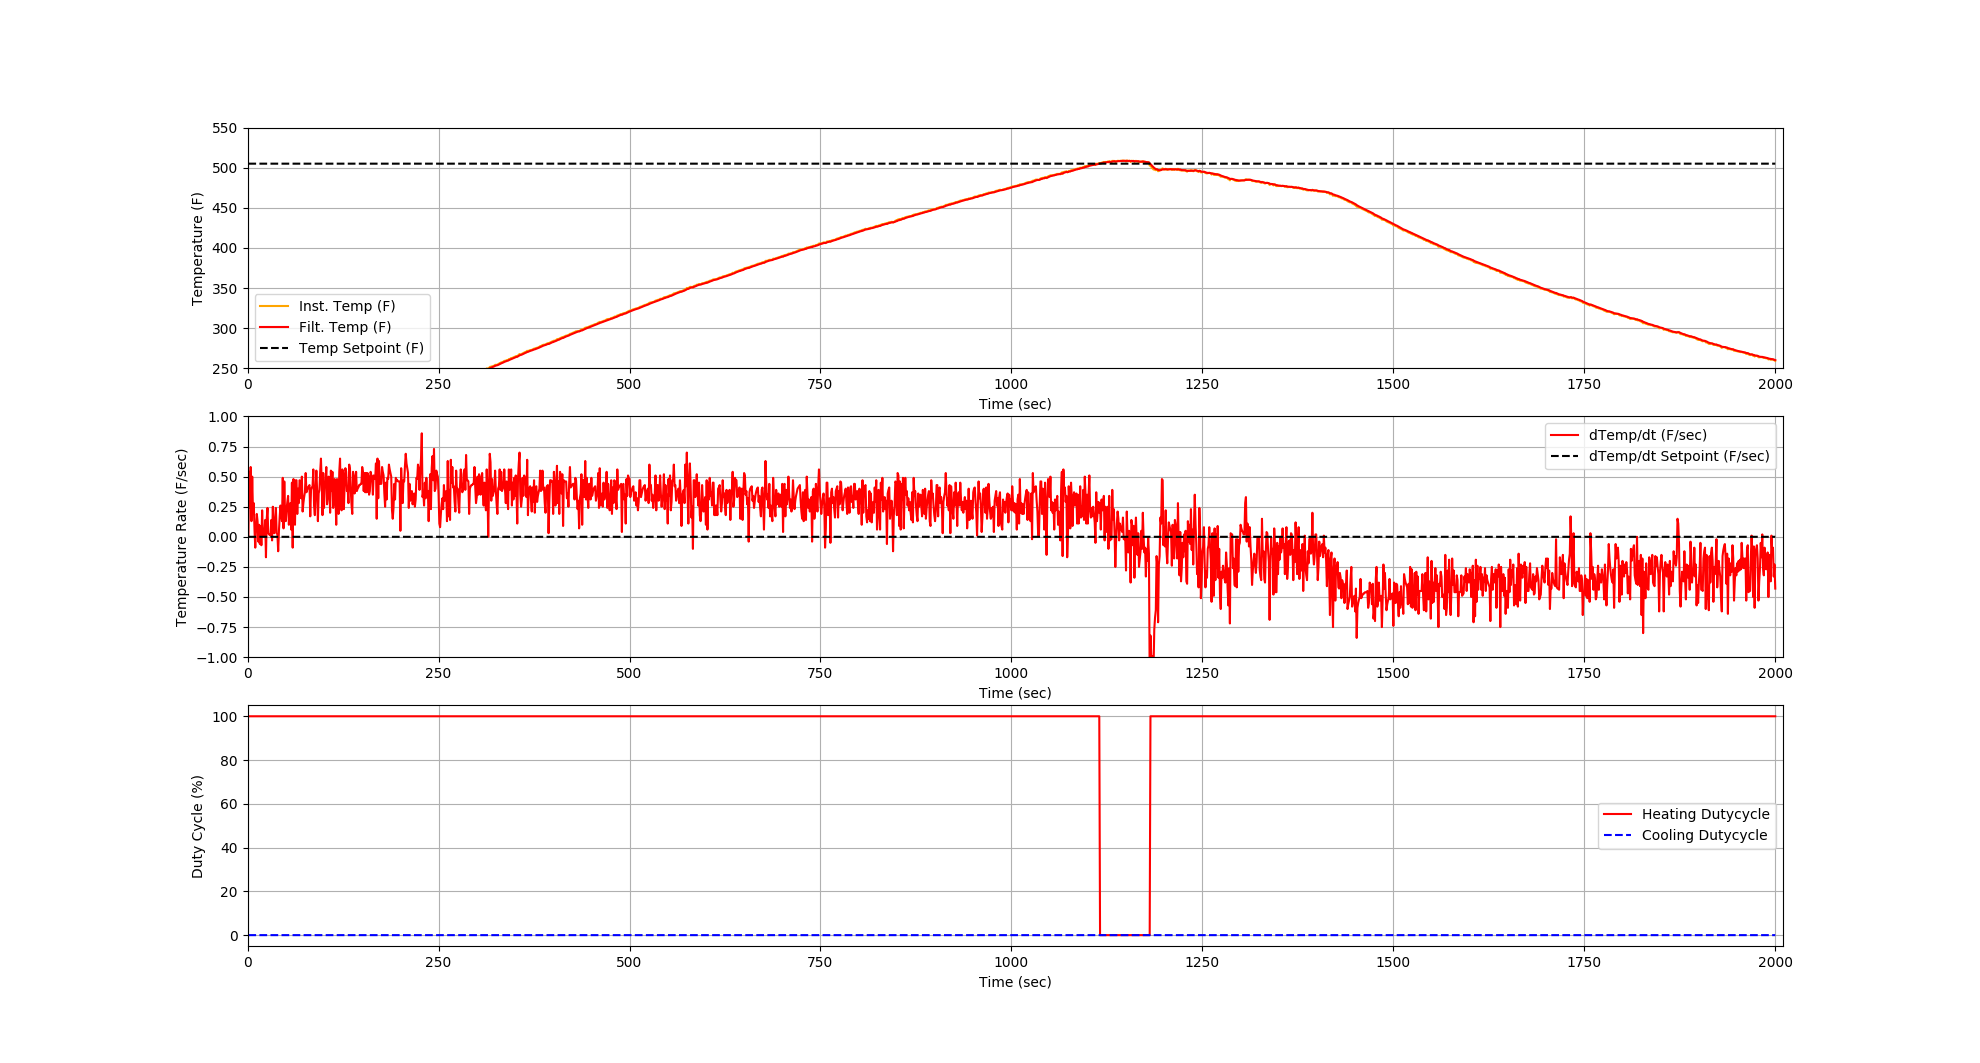 550
500
450
400
350
300
250
Temperature (F)
Inst. Temp (F)
Filt. Temp (F)
Temp Setpoint (F)
0 250 500 750 1000 1250 1500 1750 2000
Time (sec)
1.00
0.75
0.50
0.25
0.00
−0.25
−0.50
−0.75
−1.00
Temperature Rate (F/sec)
dTemp/dt (F/sec)
dTemp/dt Setpoint (F/sec)
0 250 500 750 1000 1250 1500 1750 2000
Time (sec)
100
80
60
40
20
0
Duty Cycle (%)
Heating Dutycycle
Cooling Dutycycle
0 250 500 750 1000 1250 1500 1750 2000
Time (sec)